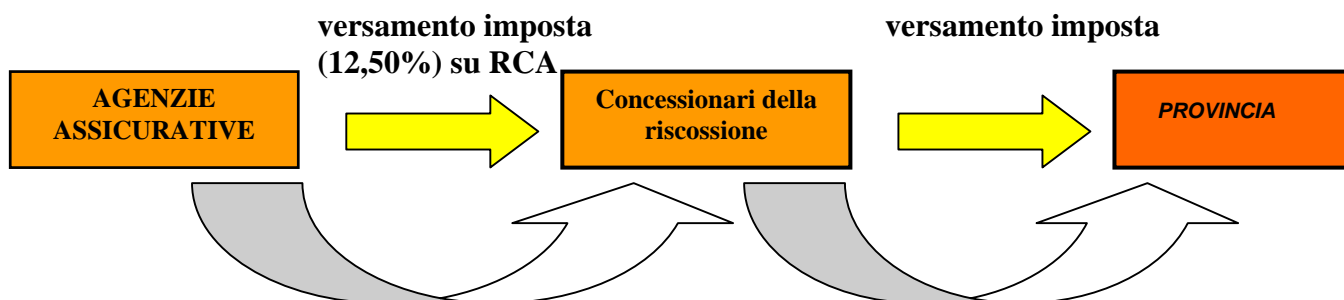 versamento imposta
(12,50%) su RCA
versamento imposta
AGENZIE
ASSICURATIVE
Concessionari della
riscossione
PROVINCIA